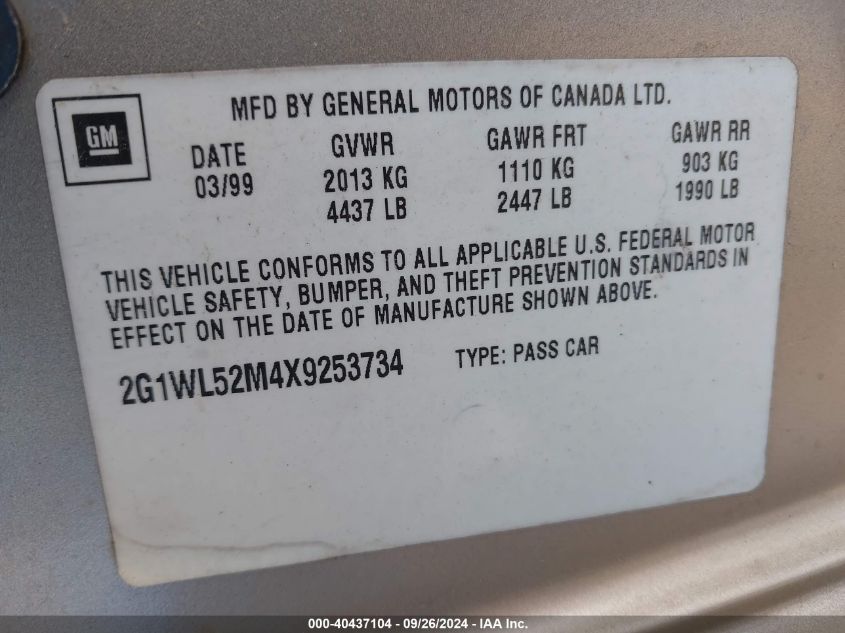 MFD BY GENERAL MOTORS OF CANADA LTD.
GM
DATE GVWR GAWR FRT GAWR RR
03/99 2013 KG 1110 KG 903 KG
4437 LB 2447 LB 1990 LB
THIS VEHICLE CONFORMS TO ALL APPLICABLE U.S. FEDERAL MOTOR
VEHICLE SAFETY, BUMPER, AND THEFT PREVENTION STANDARDS IN
EFFECT ON THE DATE OF MANUFACTURE SHOWN ABOVE.
2G1WL52M4X9253734 TYPE: PASS CAR
000-40437104 - 09/26/2024 - IAA Inc.